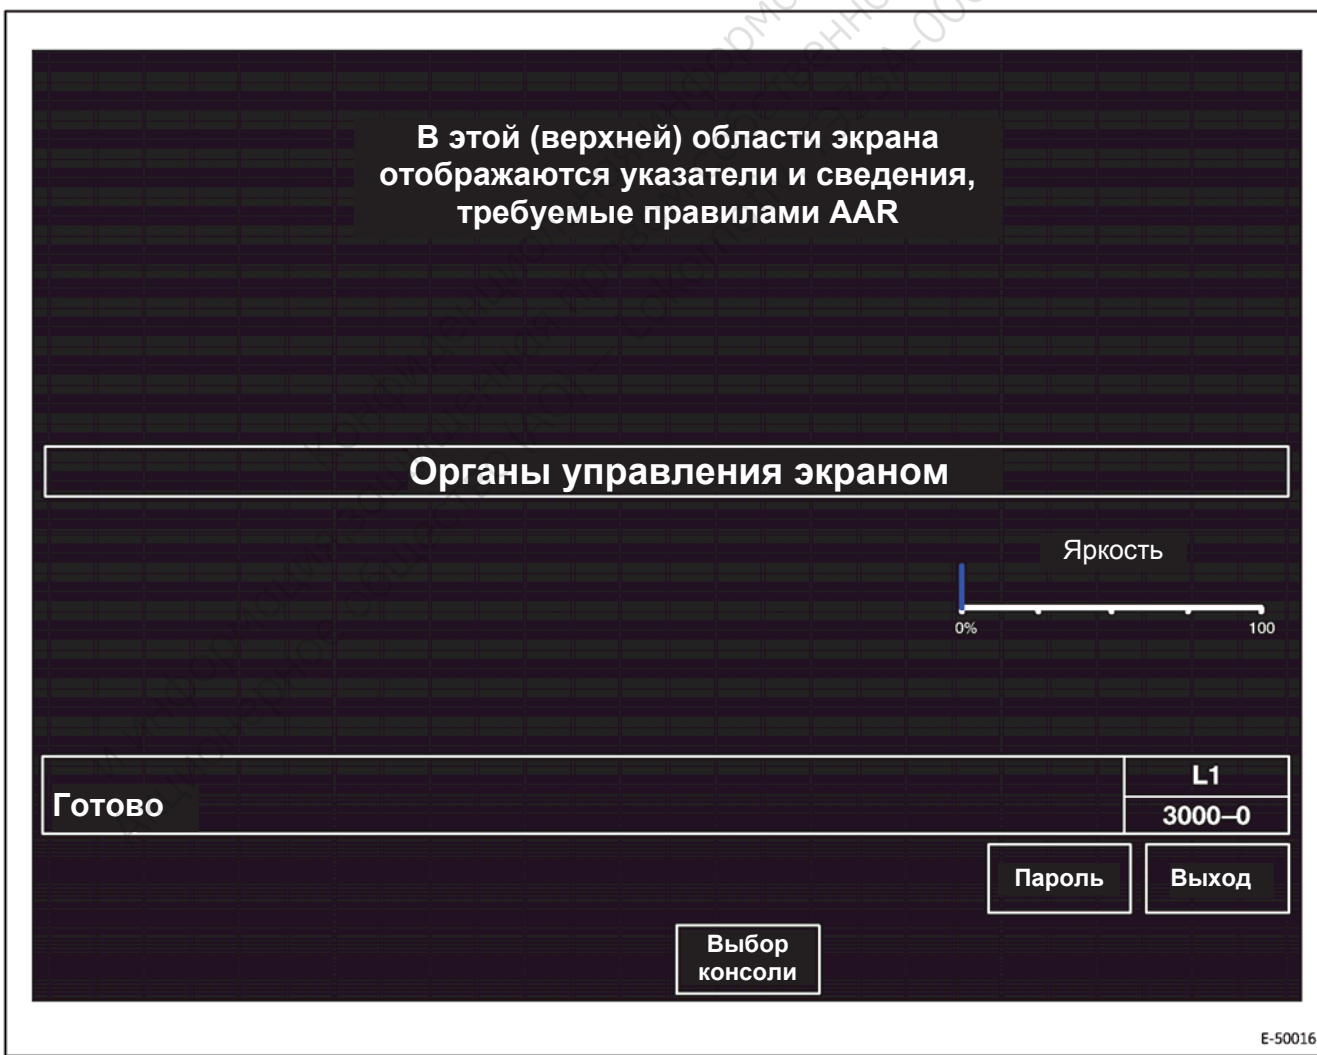 В этой (верхней) области экрана
отображаются указатели и сведения,
требуемые правилами AAR
Органы управления экраном
Яркость
0% 100
Готово
L1
3000–0
Пароль Выход
Выбор
консоли
E-50016